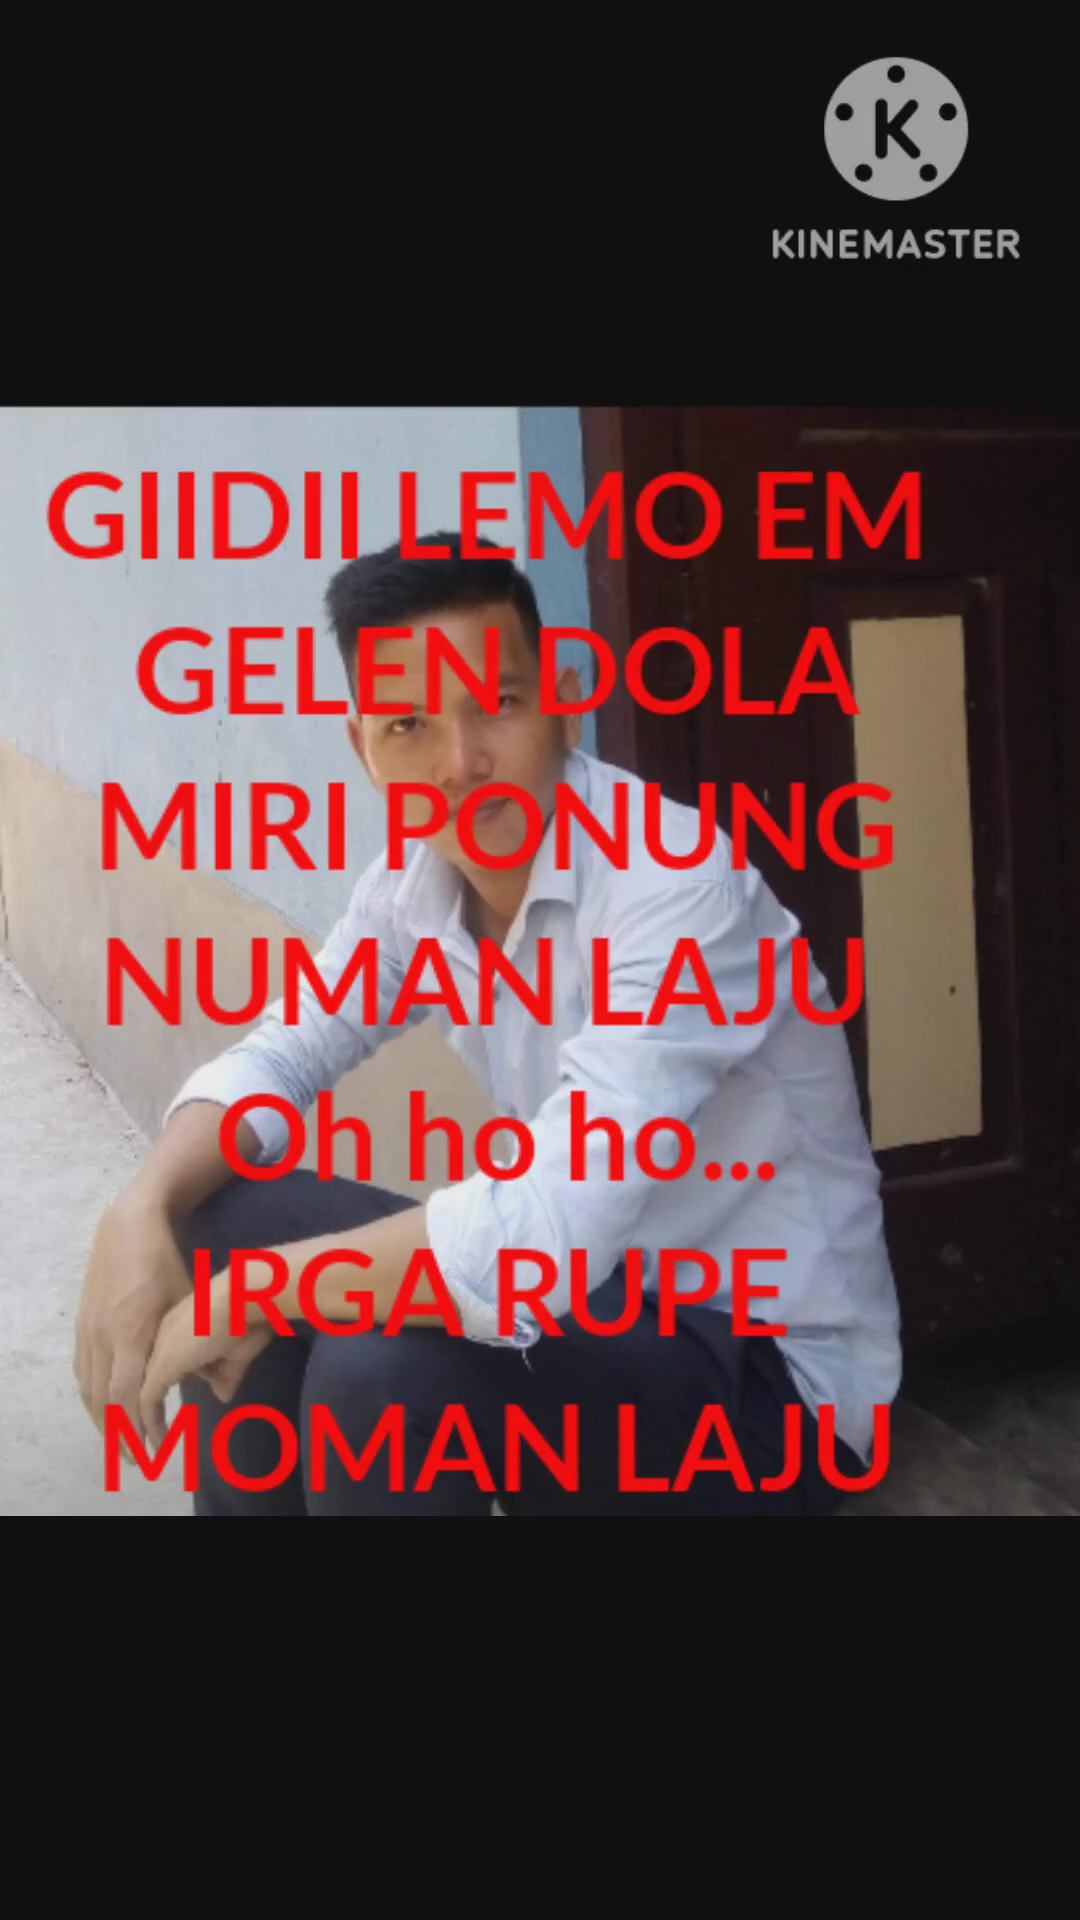 KINEMASTER
GIIDII LEMO EM
GELEN DOLA
MIRI PONUNG
NUMAN LAJU
Oh ho ho...
IRGA RUPE
MOMAN LAJU